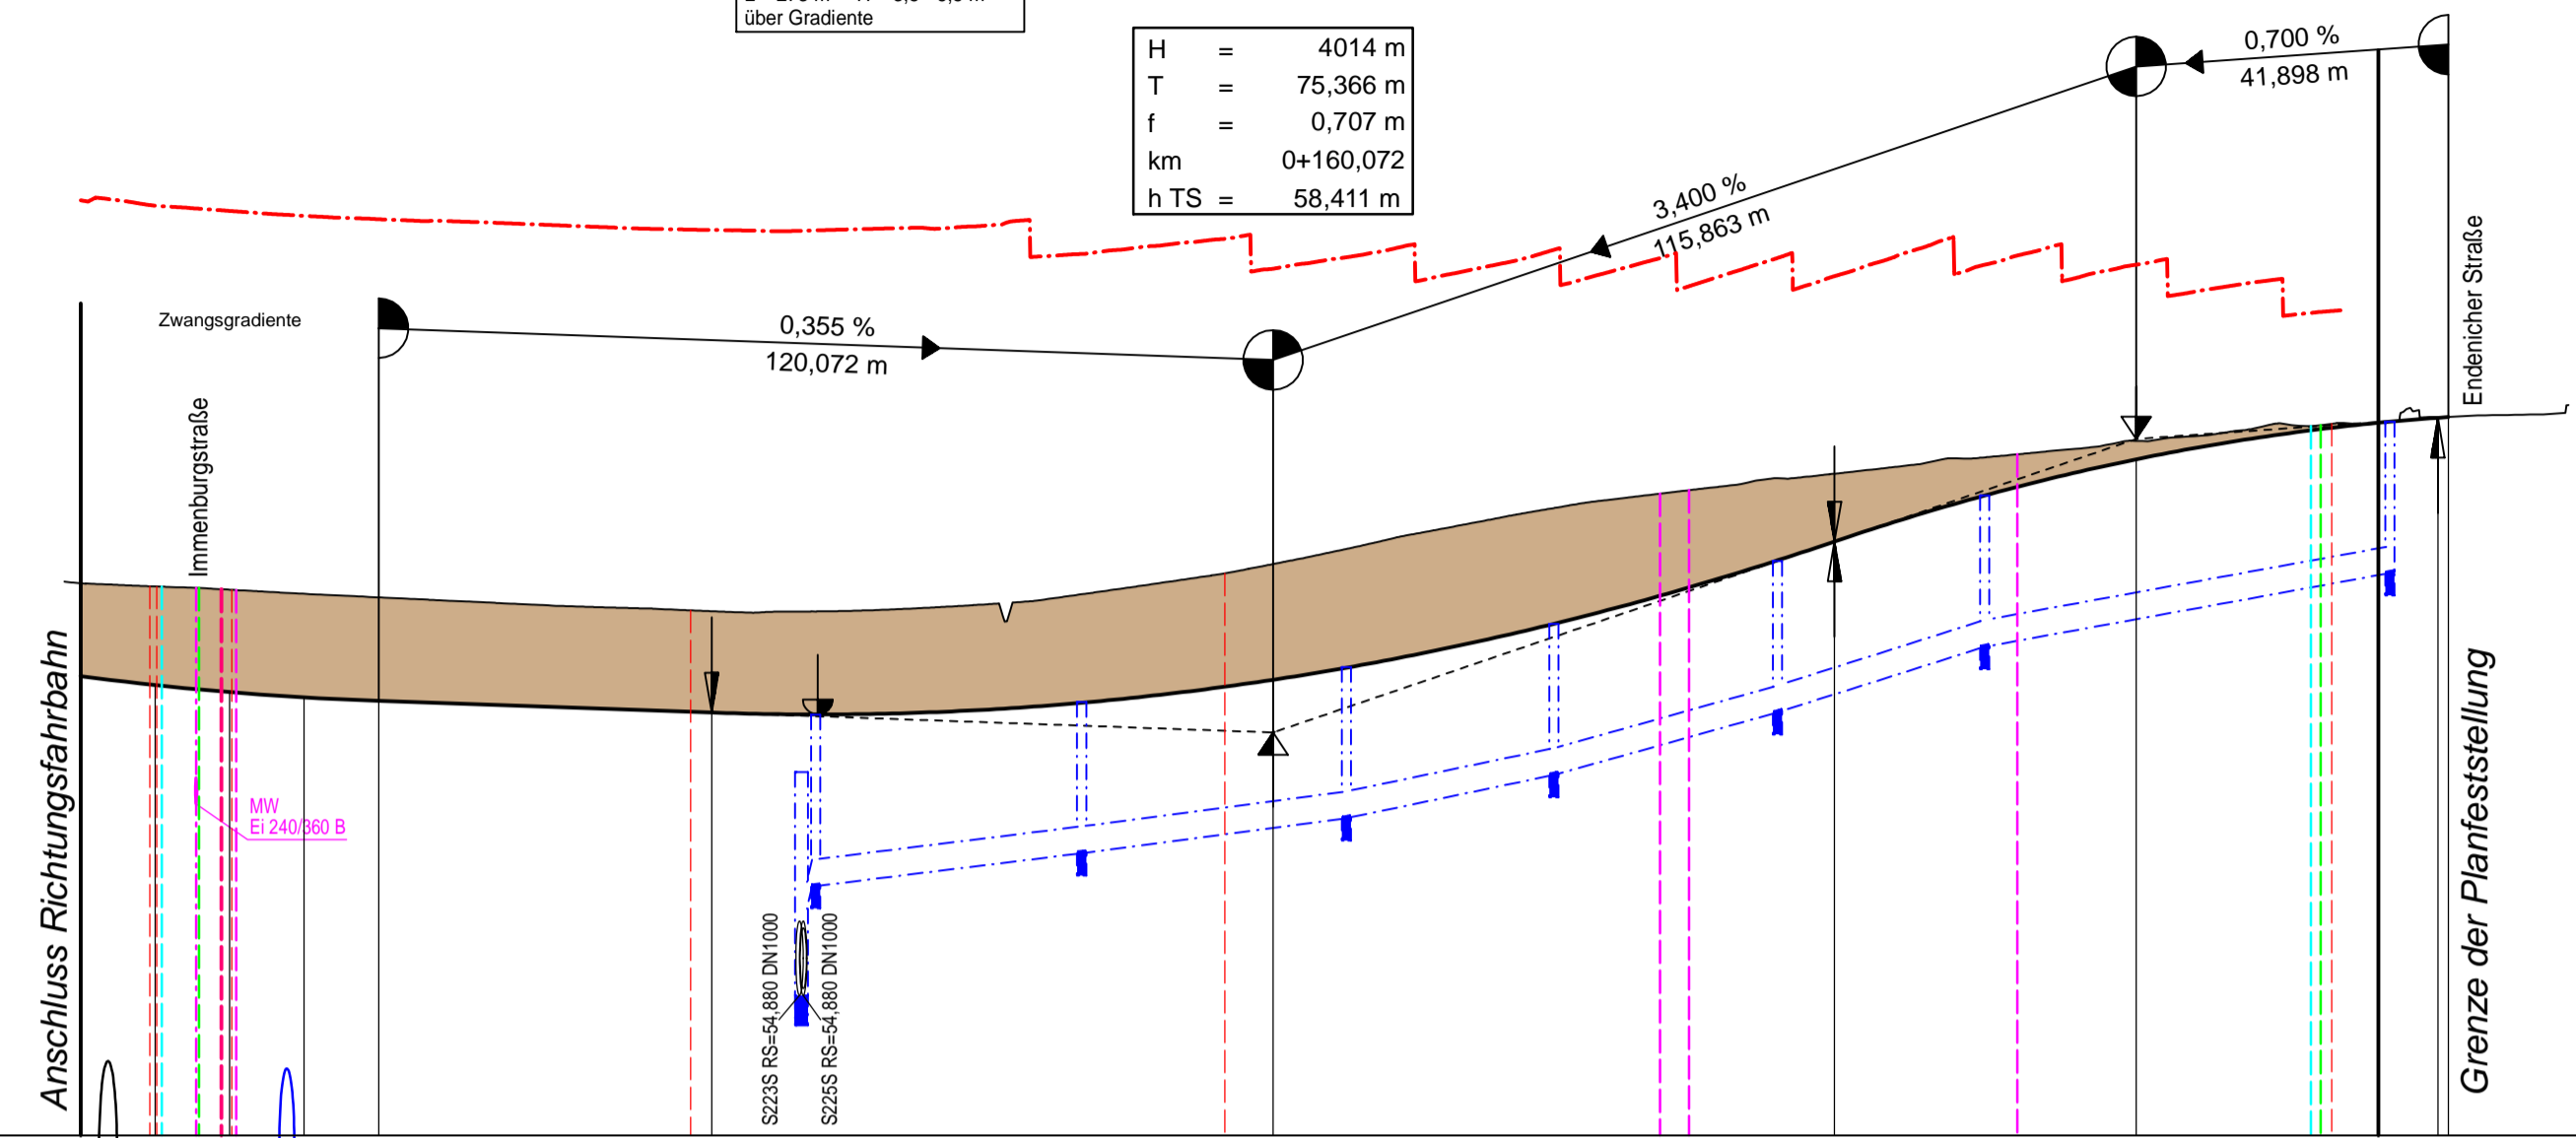 über Gradiente
H = 4014 m
T = 75,366 m
f = 0,707 m
km 0+160,072
h TS = 58,411 m
0,700 %
41,898 m
3,400 %
115,863 m
Zwangsgradiente
0,355 %
120,072 m
Immenburgstraße
Endenicher Straße
MW
Ei 240/360 B
Anschluss Richtungsfahrbahn
S223S RS=54,880 DN1000
S225S RS=54,880 DN1000
Grenze der Planfeststellung